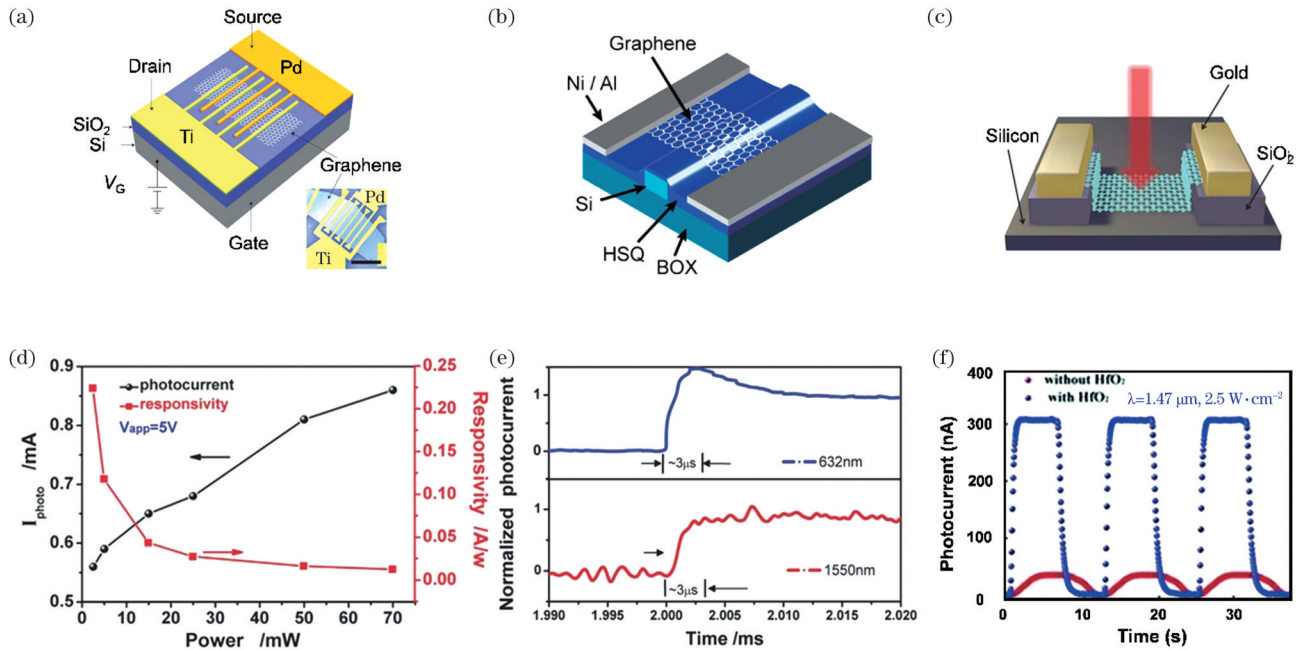 (a)
Source
Drain
Pd
SiO₂
Si
Ti
Graphene
V_G
Pd
Gate
Ti
(b)
Graphene
Ni / Al
Si
HSQ
BOX
(c)
Gold
Silicon
SiO₂
(d)
photocurrent
responsivity
Vapp=5V
I_photo /mA
0.9
0.8
0.7
0.6
0.5
Responsivity /A/w
0.25
0.20
0.15
0.10
0.05
0.00
0 10 20 30 40 50 60 70
Power /mW
(e)
Normalized photocurrent
1
0
~3μs
632nm
1
0
~3μs
1550nm
1.990 1.995 2.000 2.005 2.010 2.015 2.020
Time /ms
(f)
Photocurrent (nA)
400
300
200
100
0
without HfO₂
with HfO₂
λ=1.47 μm, 2.5 W·cm⁻²
0 10 20 30
Time (s)